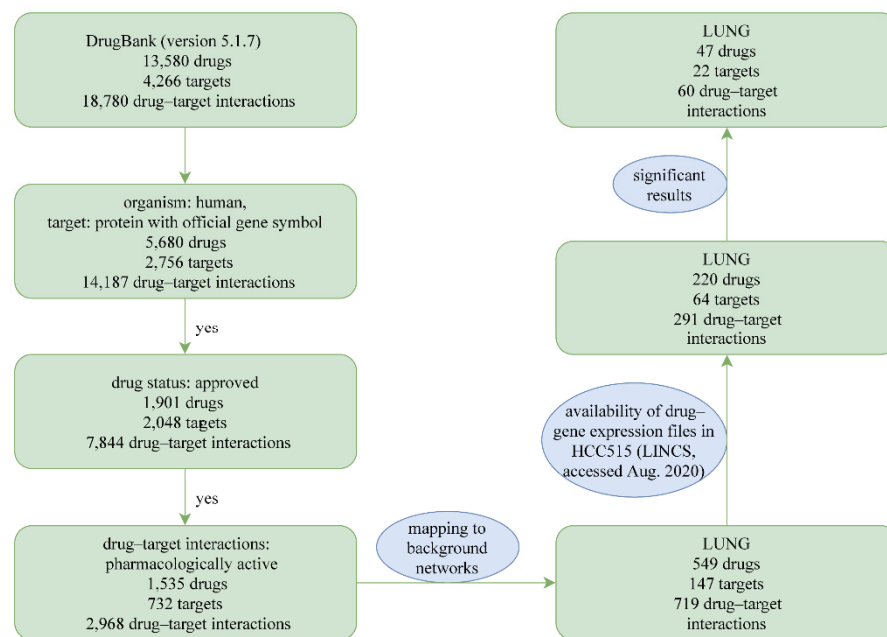 DrugBank (version 5.1.7)
13,580 drugs
4,266 targets
18,780 drug–target interactions
organism: human,
target: protein with official gene symbol
5,680 drugs
2,756 targets
14,187 drug–target interactions
yes
drug status: approved
1,901 drugs
2,048 targets
7,844 drug–target interactions
yes
drug–target interactions:
pharmacologically active
1,535 drugs
732 targets
2,968 drug–target interactions
mapping to
background
networks
LUNG
549 drugs
147 targets
719 drug–target
interactions
availability of drug–
gene expression files in
HCC515 (LINCS,
accessed Aug. 2020)
LUNG
220 drugs
64 targets
291 drug–target
interactions
significant
results
LUNG
47 drugs
22 targets
60 drug–target
interactions